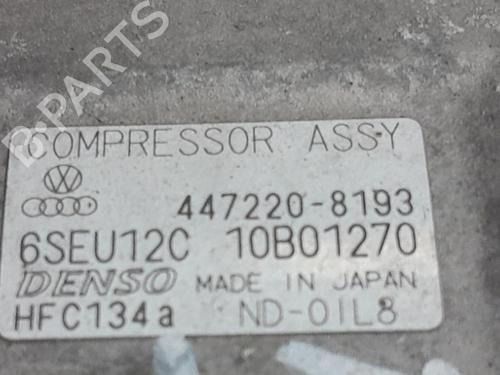 B-PARTS
COMPRESSOR ASSY
447220-8193
6SEU12C 10B01270
DENSO MADE IN JAPAN
HFC134a ND-OIL8